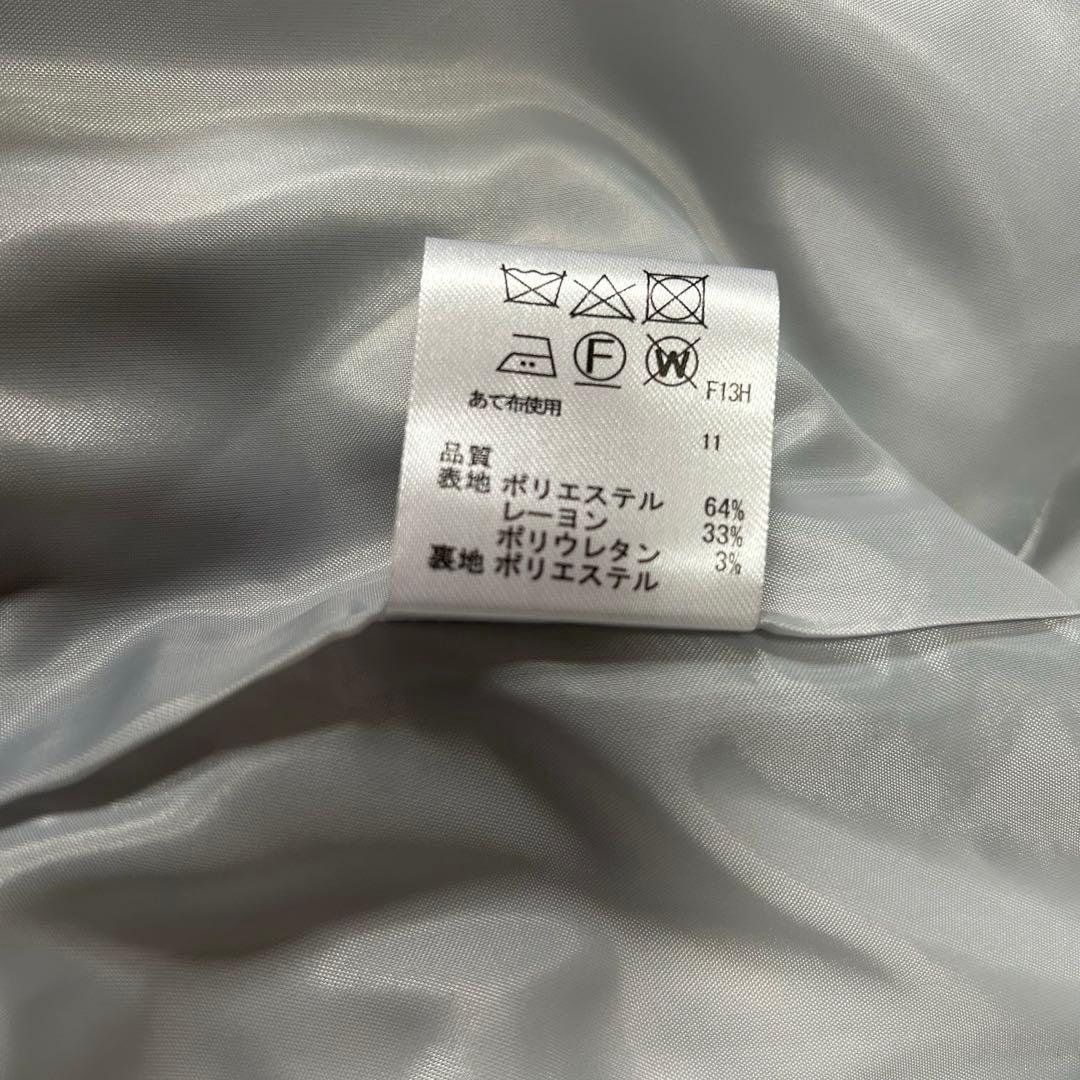 F
W
F13H
あて布使用
11
品質
表地 ポリエステル 64%
レーヨン 33%
ポリウレタン 3%
裏地 ポリエステル